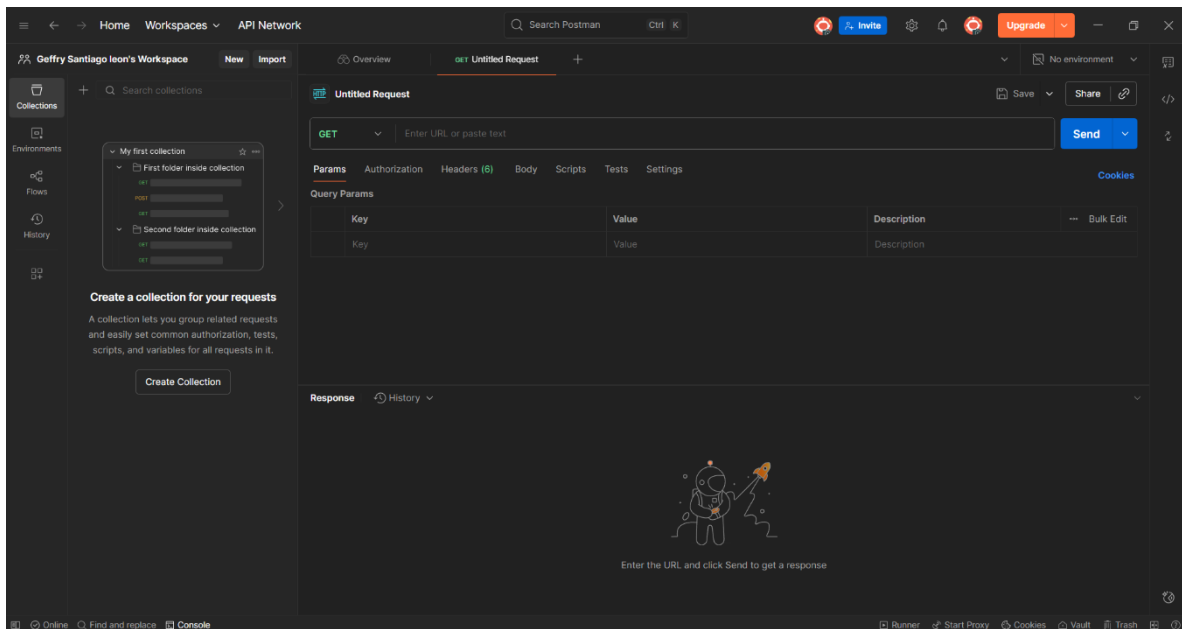 Home Workspaces API Network Search Postman Ctrl K Invite Upgrade
Geffry Santiago leon's Workspace New Import Overview GET Untitled Request No environment
Collections
Environments
Flows
History
Search collections
My first collection
First folder inside collection
GET
POST
GET
Second folder inside collection
GET
GET
Create a collection for your requests
A collection lets you group related requests
and easily set common authorization, tests,
scripts, and variables for all requests in it.
Create Collection
HTTP Untitled Request Save Share
GET Enter URL or paste text Send
Params Authorization Headers (6) Body Scripts Tests Settings Cookies
Query Params
Key Value Description Bulk Edit
Key Value Description
Response History
Enter the URL and click Send to get a response
Online Find and replace Console Runner Start Proxy Cookies Vault Trash